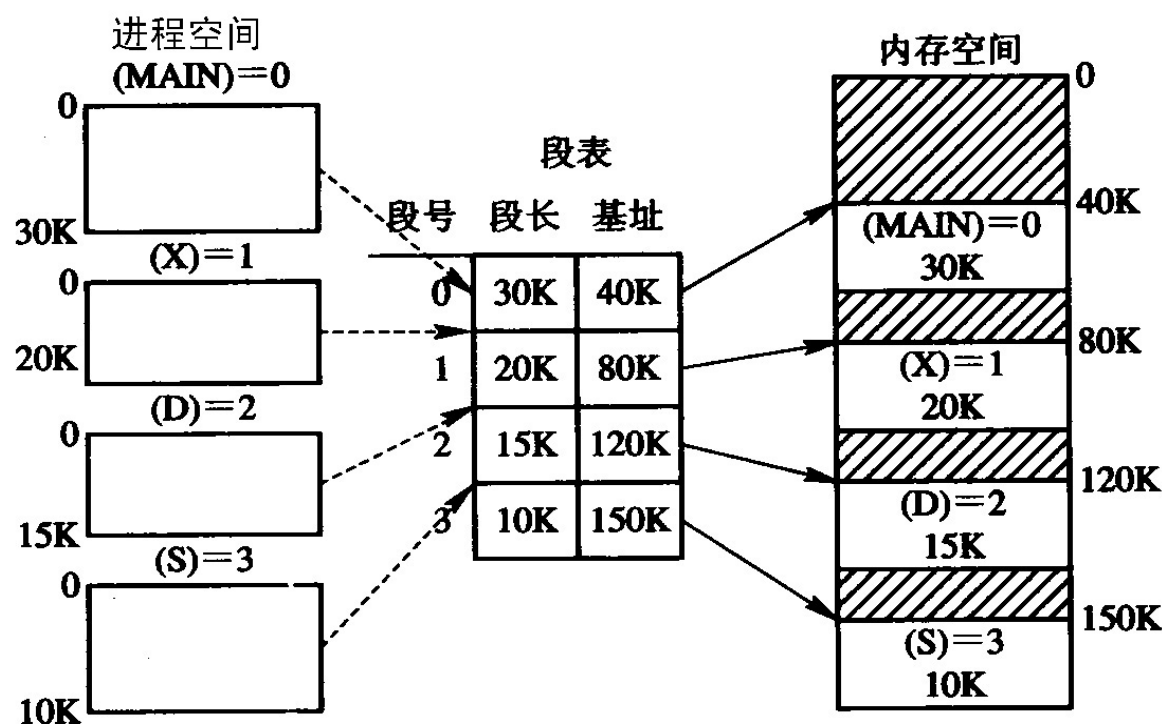 进程空间
(MAIN)=0
0
30K
(X)=1
0
20K
(D)=2
0
15K
(S)=3
0
10K
段表
段号 段长 基址
0 30K 40K
1 20K 80K
2 15K 120K
3 10K 150K
内存空间
0
40K
(MAIN)=0
30K
80K
(X)=1
20K
120K
(D)=2
15K
150K
(S)=3
10K